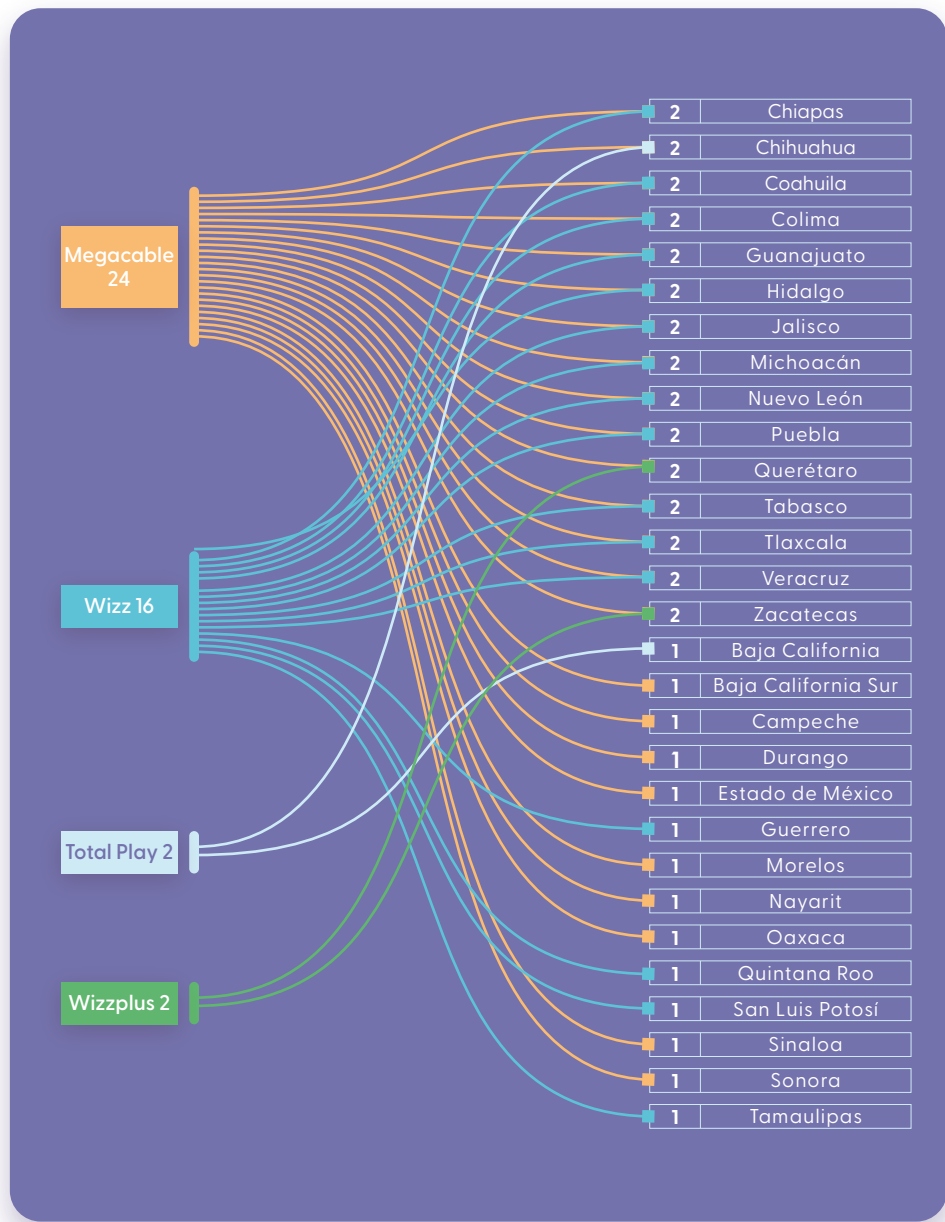 Megacable
24
Wizz 16
Total Play 2
Wizzplus 2
2 Chiapas
2 Chihuahua
2 Coahuila
2 Colima
2 Guanajuato
2 Hidalgo
2 Jalisco
2 Michoacán
2 Nuevo León
2 Puebla
2 Querétaro
2 Tabasco
2 Tlaxcala
2 Veracruz
2 Zacatecas
1 Baja California
1 Baja California Sur
1 Campeche
1 Durango
1 Estado de México
1 Guerrero
1 Morelos
1 Nayarit
1 Oaxaca
1 Quintana Roo
1 San Luis Potosí
1 Sinaloa
1 Sonora
1 Tamaulipas